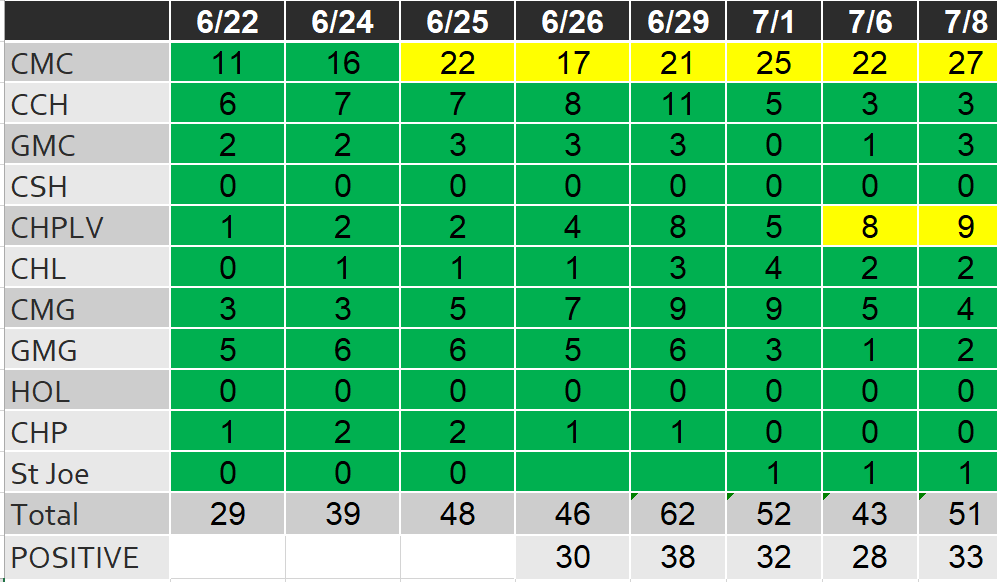 6/22 6/24 6/25 6/26 6/29 7/1 7/6 7/8
CMC 11 16 22 17 21 25 22 27
CCH 6 7 7 8 11 5 3 3
GMC 2 2 3 3 3 0 1 3
CSH 0 0 0 0 0 0 0 0
CHPLV 1 2 2 4 8 5 8 9
CHL 0 1 1 1 3 4 2 2
CMG 3 3 5 7 9 9 5 4
GMG 5 6 6 5 6 3 1 2
HOL 0 0 0 0 0 0 0 0
CHP 1 2 2 1 1 0 0 0
St Joe 0 0 0 1 1 1
Total 29 39 48 46 62 52 43 51
POSITIVE 30 38 32 28 33